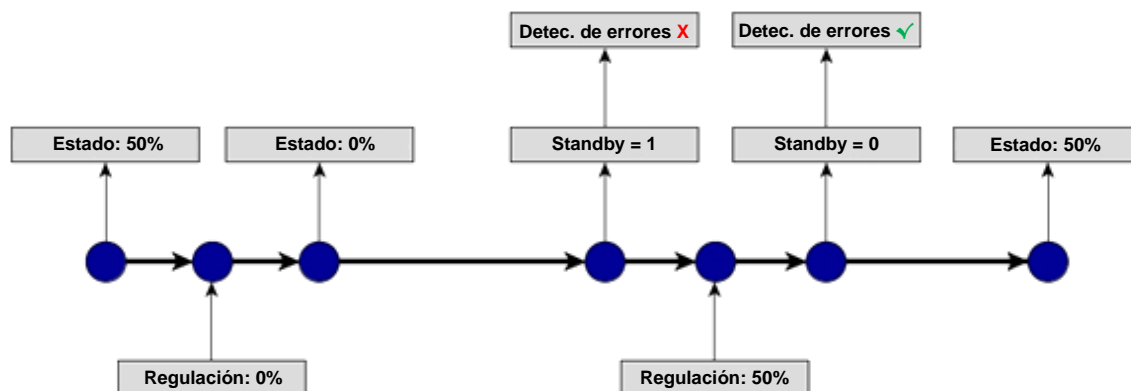 Detec. de errores X
Detec. de errores ✓
Estado: 50%
Estado: 0%
Standby = 1
Standby = 0
Estado: 50%
Regulación: 0%
Regulación: 50%